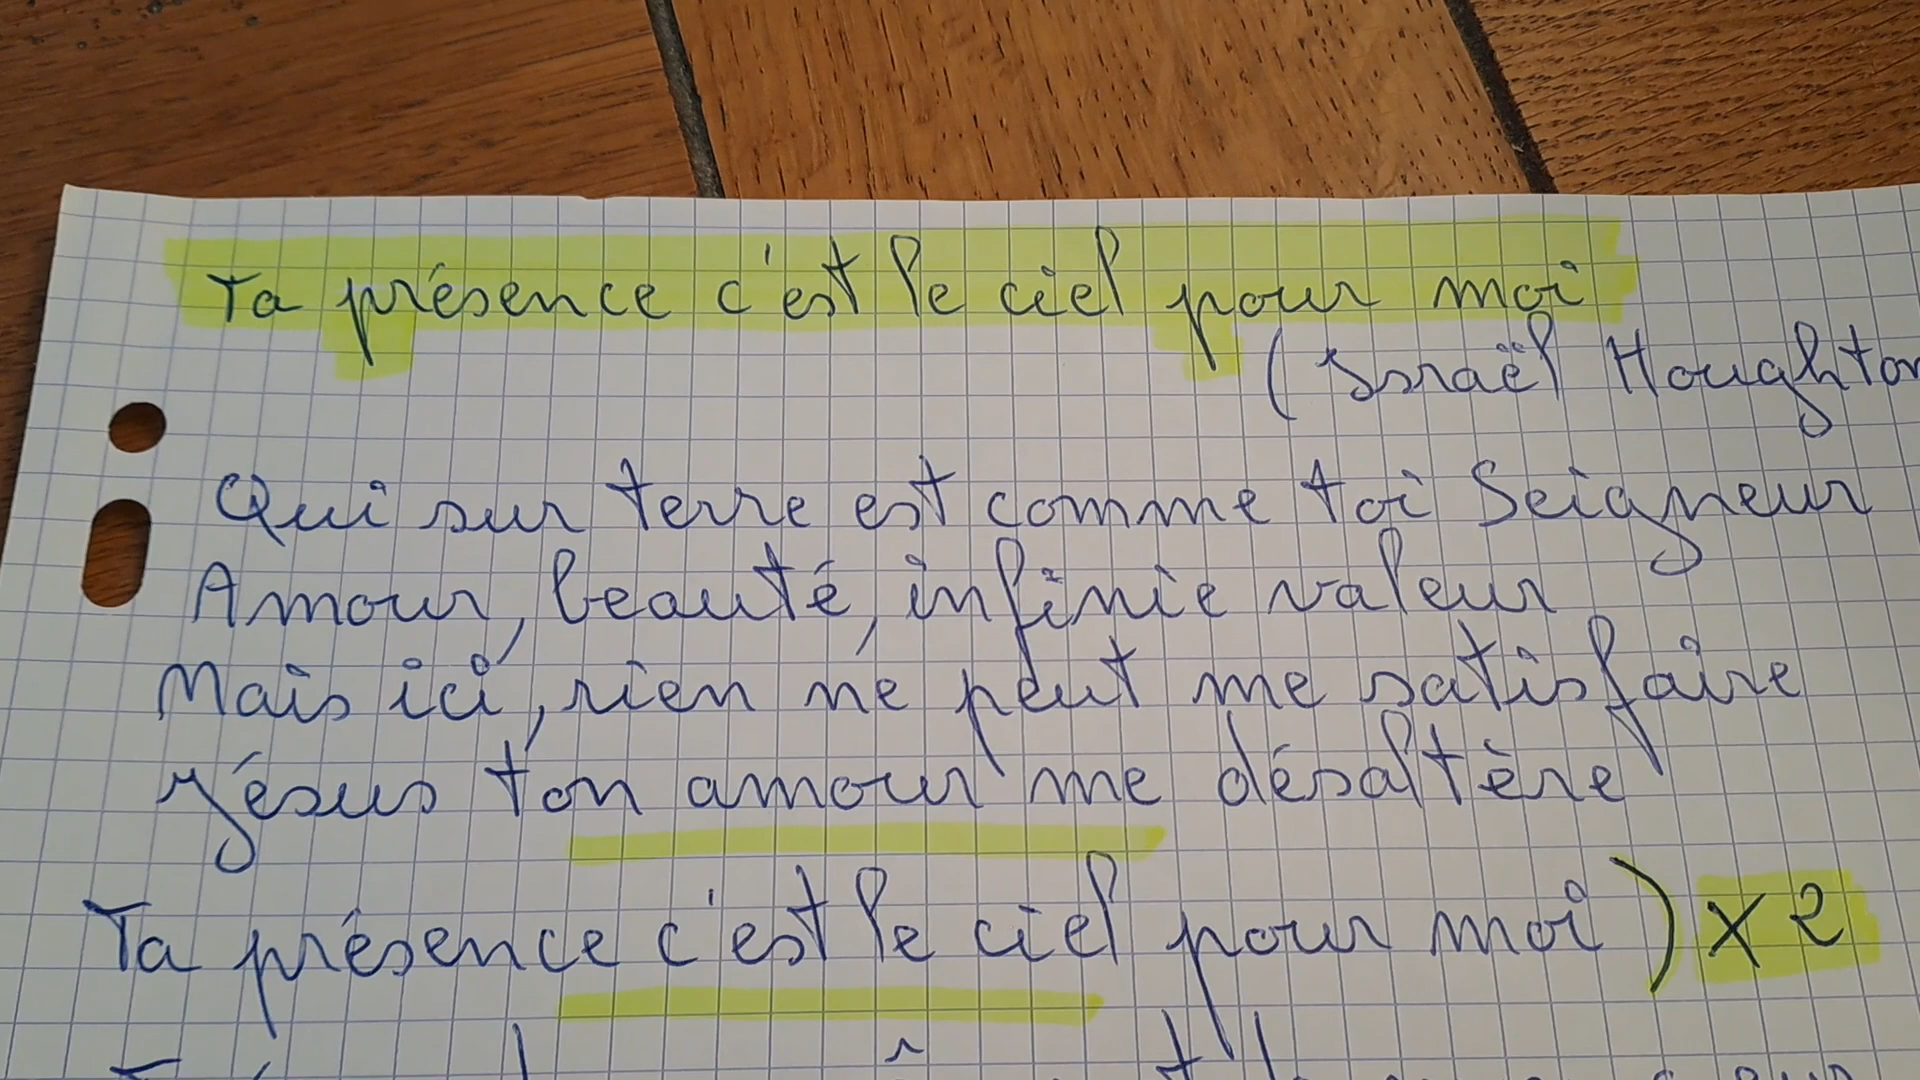 Ta présence c'est le ciel pour moi
(Israël Houghton
Qui sur terre est comme toi Seigneur
Amour, beauté, infinie valeur
Mais ici, rien ne peut me satisfaire
Jésus ton amour me désaltère
Ta présence c'est le ciel pour moi ) x 2